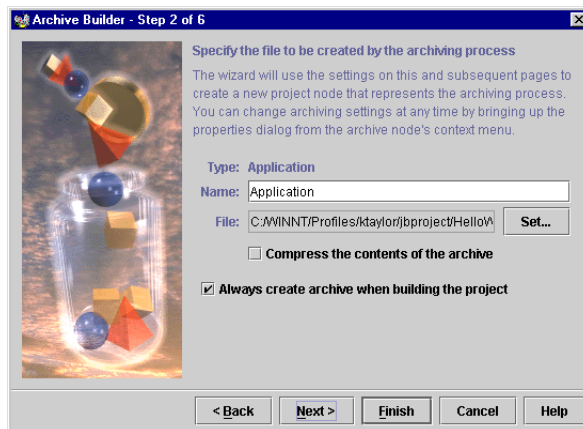 Archive Builder - Step 2 of 6
Specify the file to be created by the archiving process
The wizard will use the settings on this and subsequent pages to
create a new project node that represents the archiving process.
You can change archiving settings at any time by bringing up the
properties dialog from the archive node's context menu.
Type: Application
Name: Application
File: C:/WINNT/Profiles/ktaylor/jbproject/HelloW Set...
Compress the contents of the archive
Always create archive when building the project
< Back Next > Finish Cancel Help